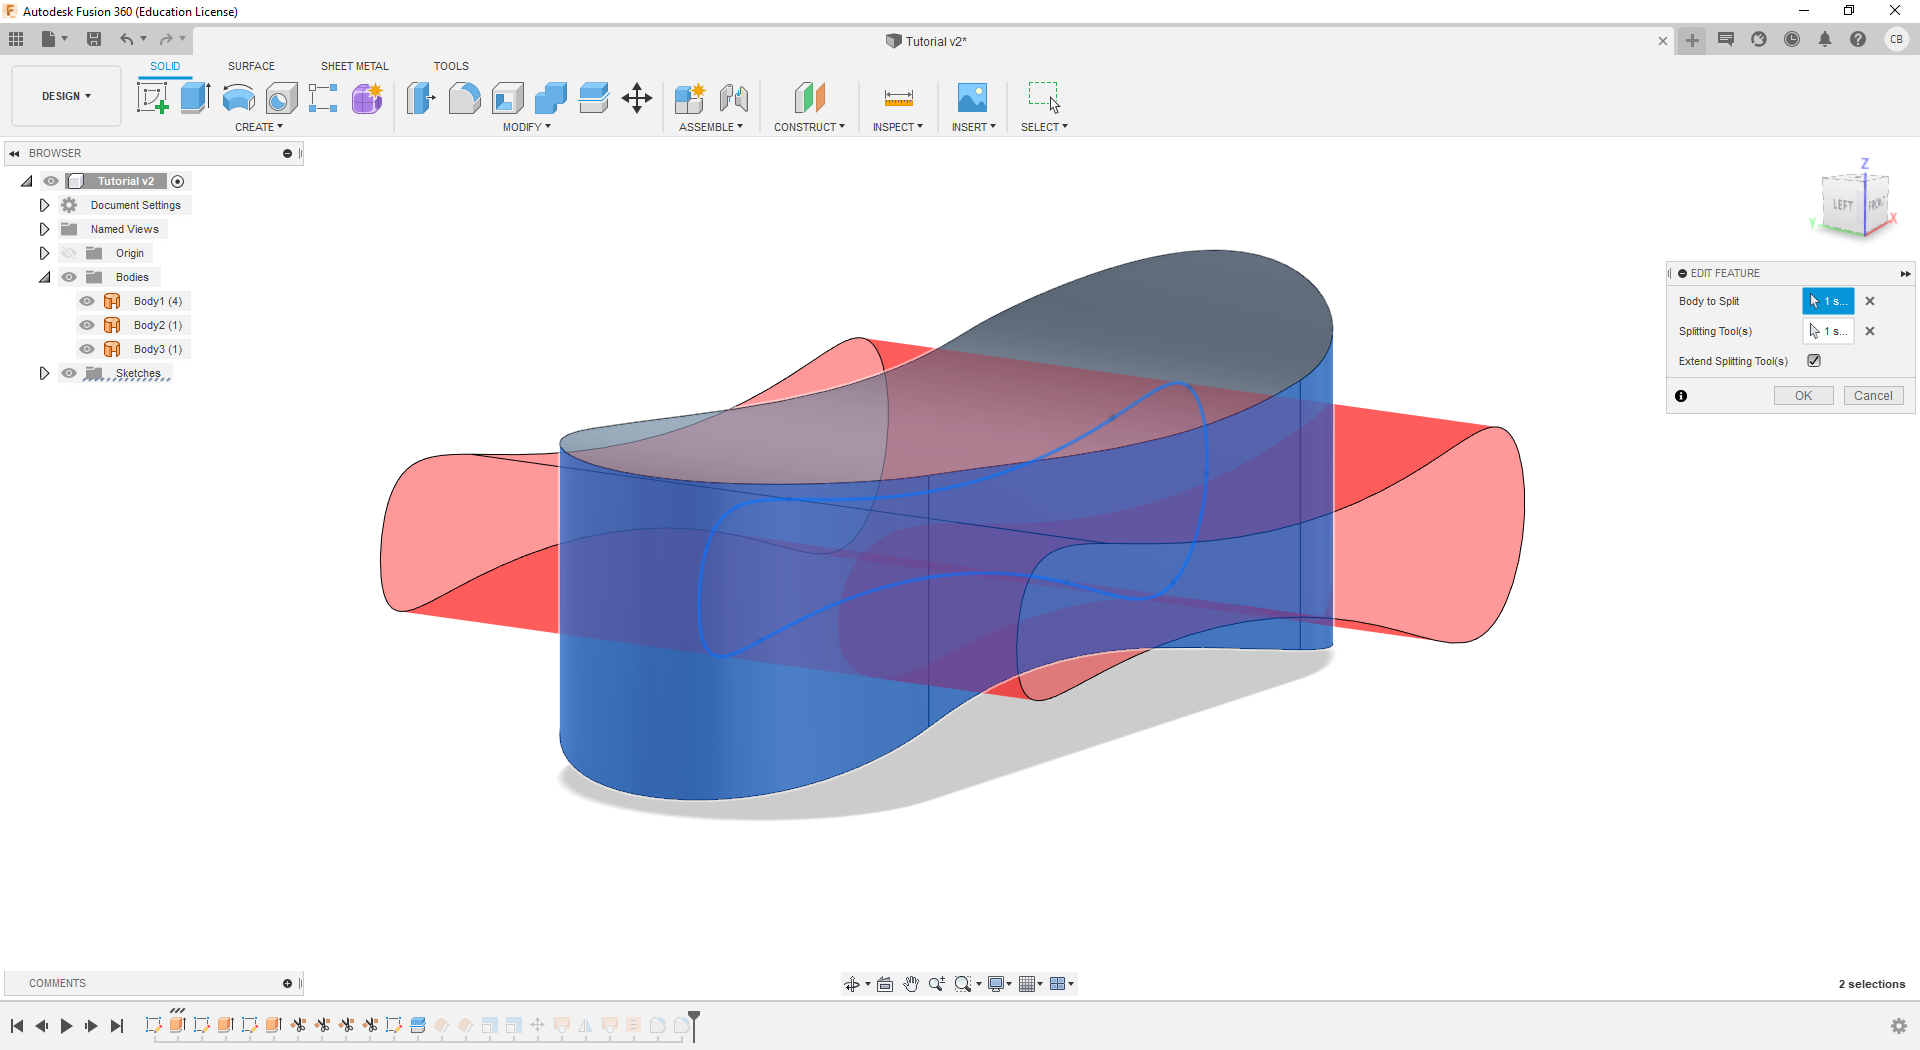 Autodesk Fusion 360 (Education License)
Tutorial v2*
CB
DESIGN
SOLID SURFACE SHEET METAL TOOLS
CREATE MODIFY ASSEMBLE CONSTRUCT INSPECT INSERT SELECT
BROWSER
Tutorial v2
Document Settings
Named Views
Origin
Bodies
Body1 (4)
Body2 (1)
Body3 (1)
Sketches
Z
LEFT FRONT
Y X
EDIT FEATURE
Body to Split 1 s...
Splitting Tool(s) 1 s...
Extend Splitting Tool(s)
OK Cancel
COMMENTS
2 selections